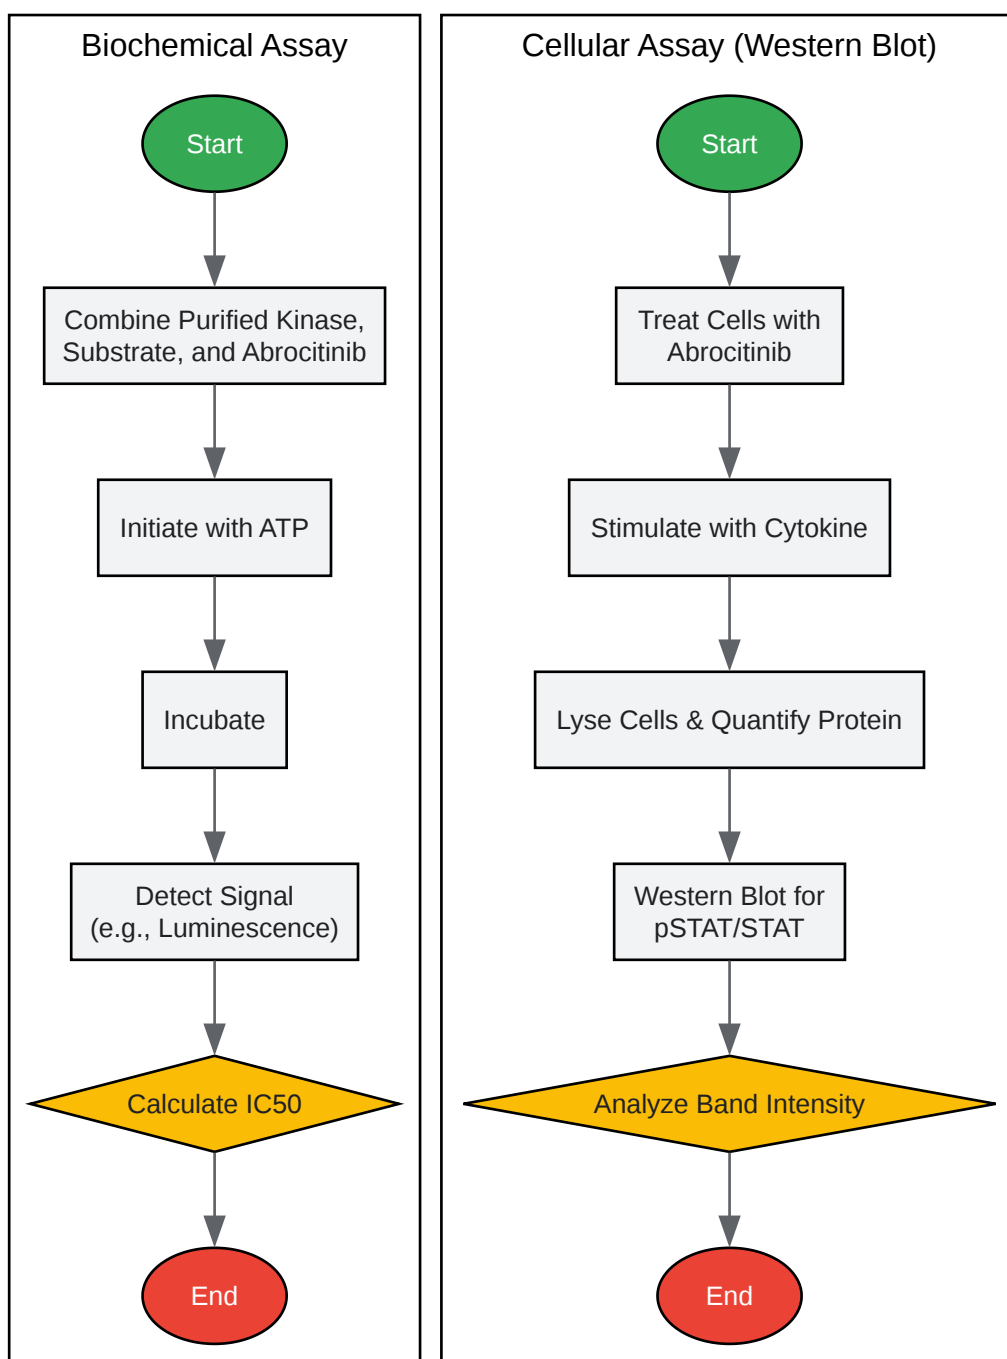 Biochemical Assay
Start
Combine Purified Kinase,
Substrate, and Abrocitinib
Initiate with ATP
Incubate
Detect Signal
(e.g., Luminescence)
Calculate IC50
End
Cellular Assay (Western Blot)
Start
Treat Cells with
Abrocitinib
Stimulate with Cytokine
Lyse Cells & Quantify Protein
Western Blot for
pSTAT/STAT
Analyze Band Intensity
End